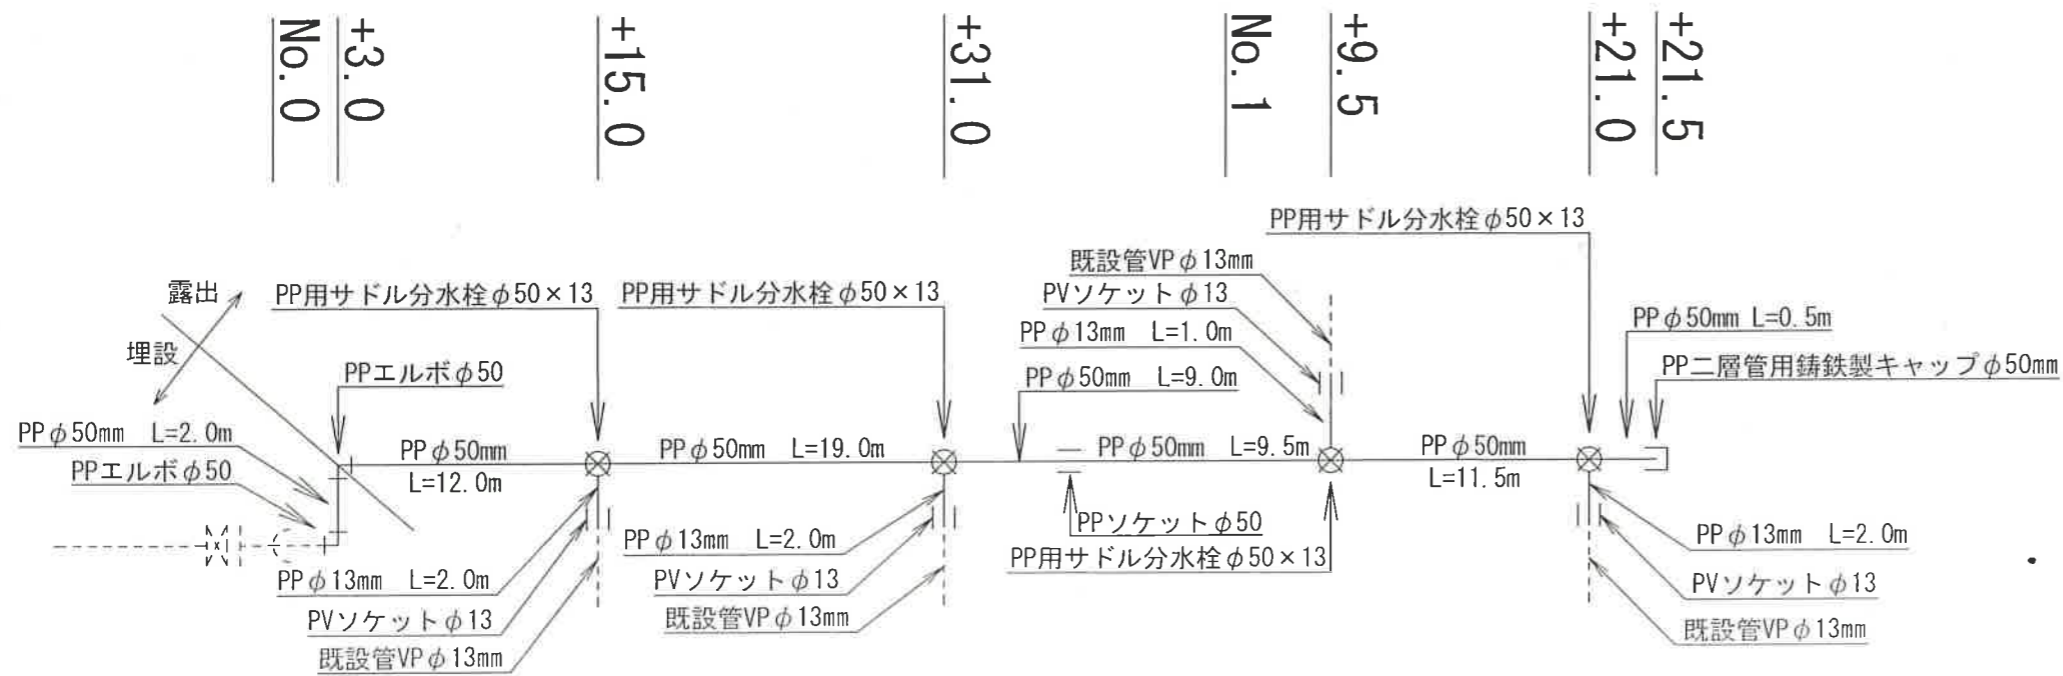 No. 0
+3. 0
+15. 0
+31. 0
No. 1
+9. 5
+21. 0
+21. 5
PP用サドル分水栓φ50×13
既設管VPφ13mm
PVソケットφ13
PPφ13mm L=1. 0m
PPφ50mm L=9. 0m
露出
埋設
PP用サドル分水栓φ50×13
PP用サドル分水栓φ50×13
PPφ50mm L=0. 5m
PP二層管用鋳鉄製キャップφ50mm
PPエルボφ50
PPφ50mm L=2. 0m
PPエルボφ50
PPφ50mm
L=12. 0m
PPφ50mm L=19. 0m
PPφ50mm L=9. 5m
PPφ50mm
L=11. 5m
PPソケットφ50
PP用サドル分水栓φ50×13
PPφ13mm L=2. 0m
PVソケットφ13
既設管VPφ13mm
PPφ13mm L=2. 0m
PVソケットφ13
既設管VPφ13mm
PPφ13mm L=2. 0m
PVソケットφ13
既設管VPφ13mm